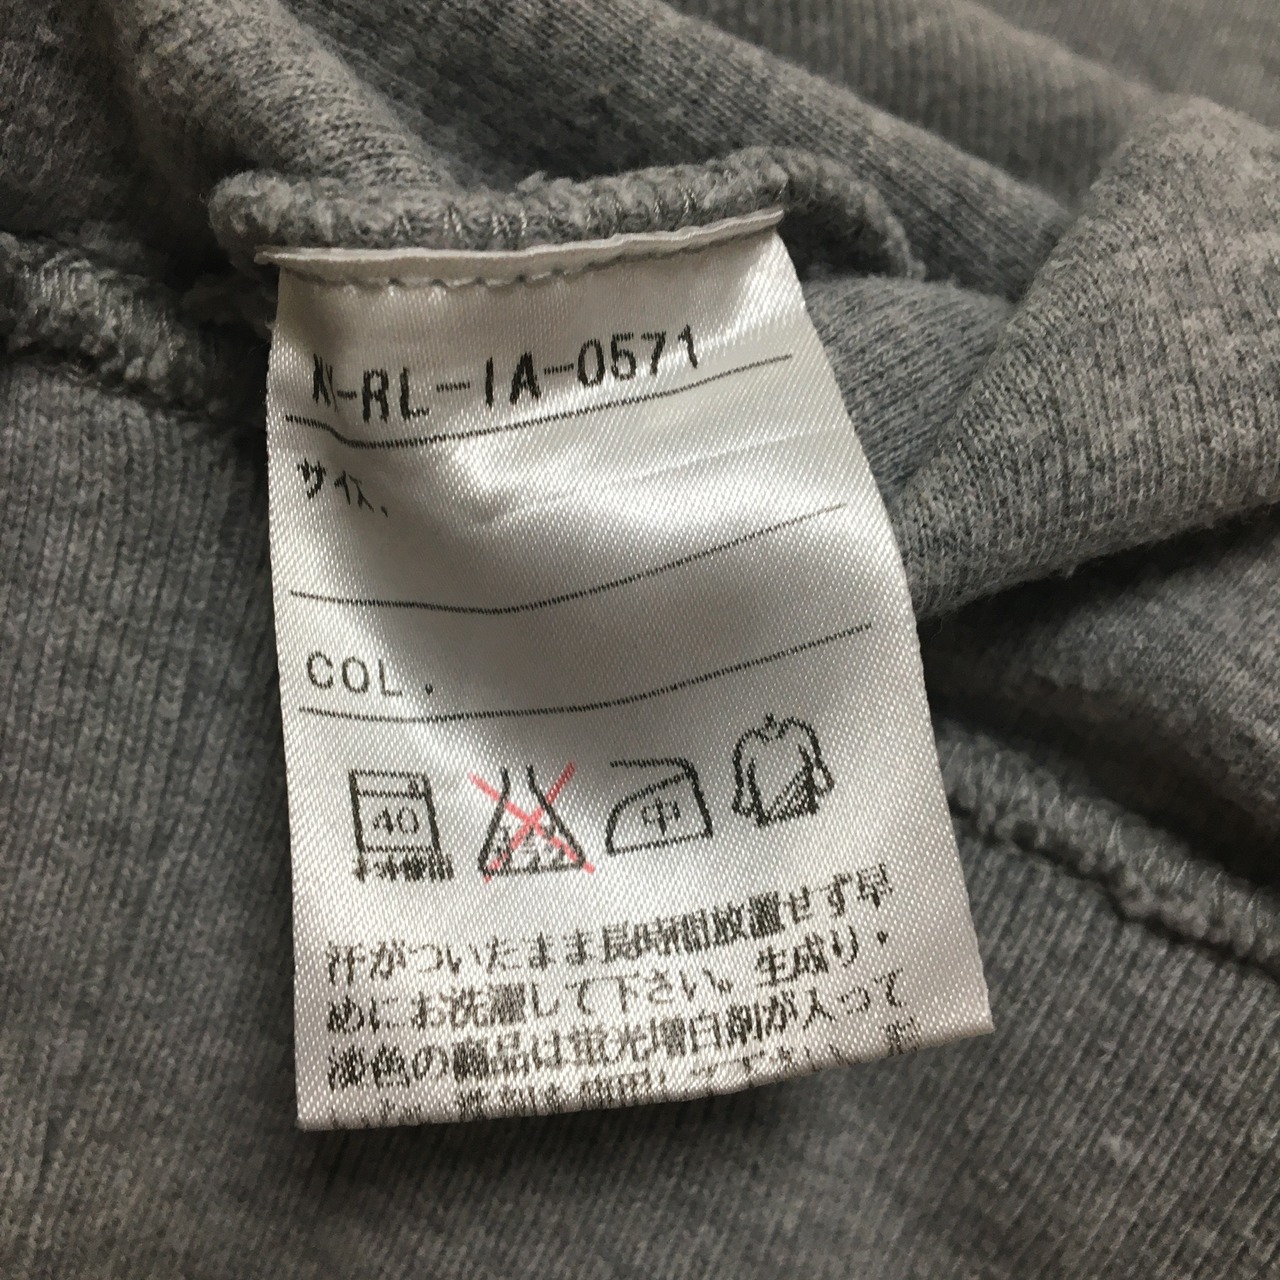 -RL-IA-0571
サイズ.
COL.
40
中
汗がついたまま長時間放置せず早
めにお洗濯して下さい。生成り・
淡色の製品は蛍光増白剤が入って